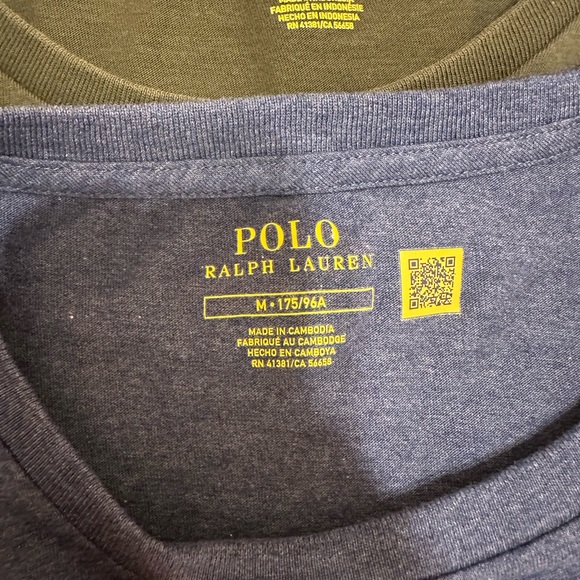 FABRIQUÉ EN INDONÉSIE
HECHO EN INDONESIA
RN 41381/CA 56658
POLO
RALPH LAUREN
M • 175/96A
MADE IN CAMBODIA
FABRIQUÉ AU CAMBODGE
HECHO EN CAMBOYA
RN 41381/CA 56658